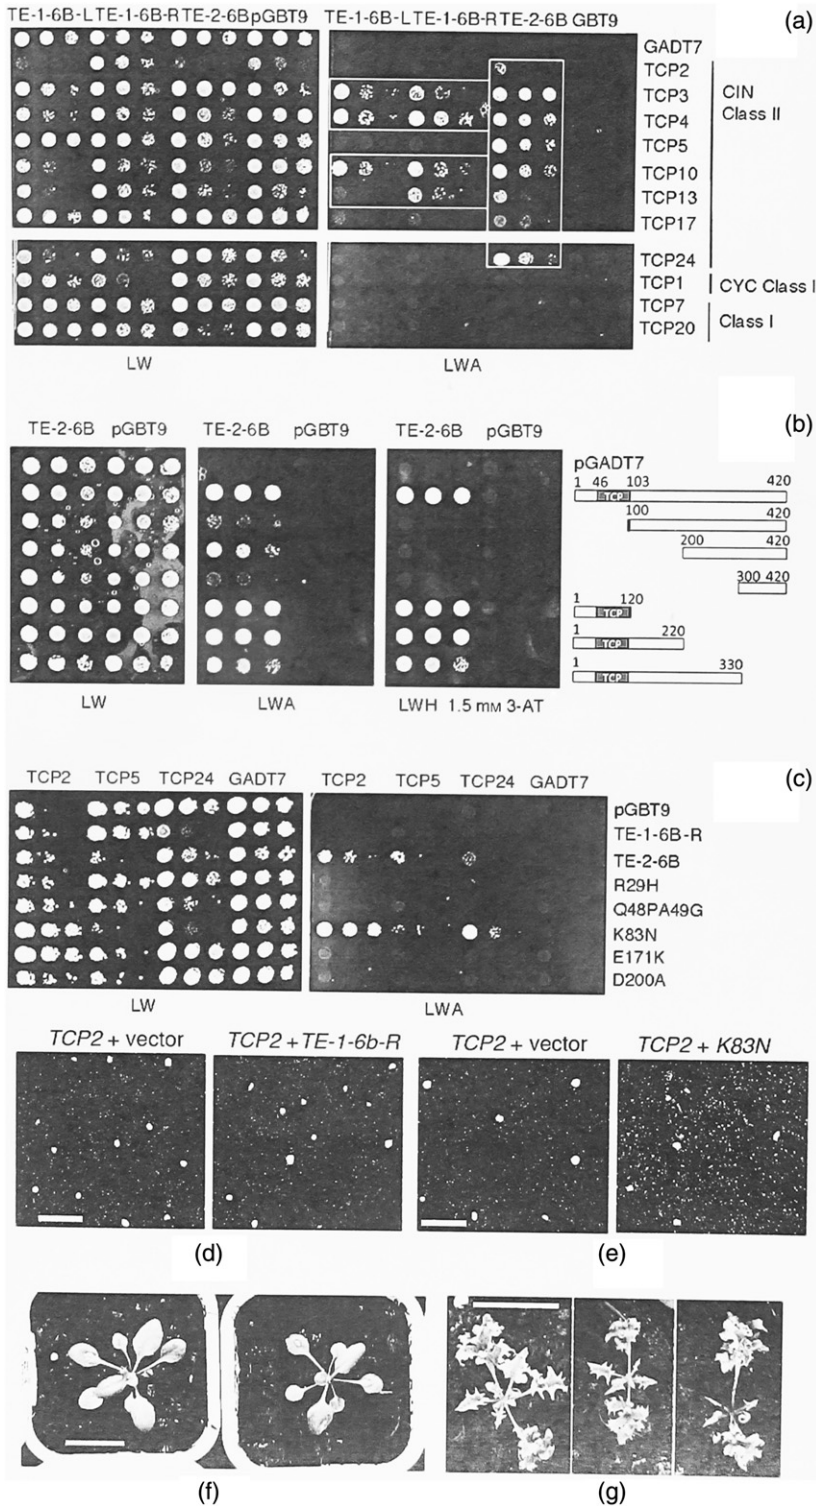 TE-1-6B-L TE-1-6B-R TE-2-6B pGBT9
TE-1-6B-L TE-1-6B-R TE-2-6B GBT9
(a)
GADT7
TCP2
TCP3
TCP4
TCP5
TCP10
TCP13
TCP17
TCP24
TCP1
TCP7
TCP20
CIN
Class II
CYC Class I
Class I
LW
LWA
(b)
TE-2-6B pGBT9
TE-2-6B pGBT9
TE-2-6B pGBT9
pGADT7
1 46 103 420
TCP
100 420
200 420
300 420
1 120
TCP
1 220
TCP
1 330
TCP
LW
LWA
LWH 1.5 mM 3-AT
(c)
TCP2 TCP5 TCP24 GADT7
TCP2 TCP5 TCP24 GADT7
pGBT9
TE-1-6B-R
TE-2-6B
R29H
Q48PA49G
K83N
E171K
D200A
LW
LWA
TCP2 + vector
TCP2 + TE-1-6b-R
TCP2 + vector
TCP2 + K83N
(d)
(e)
(f)
(g)